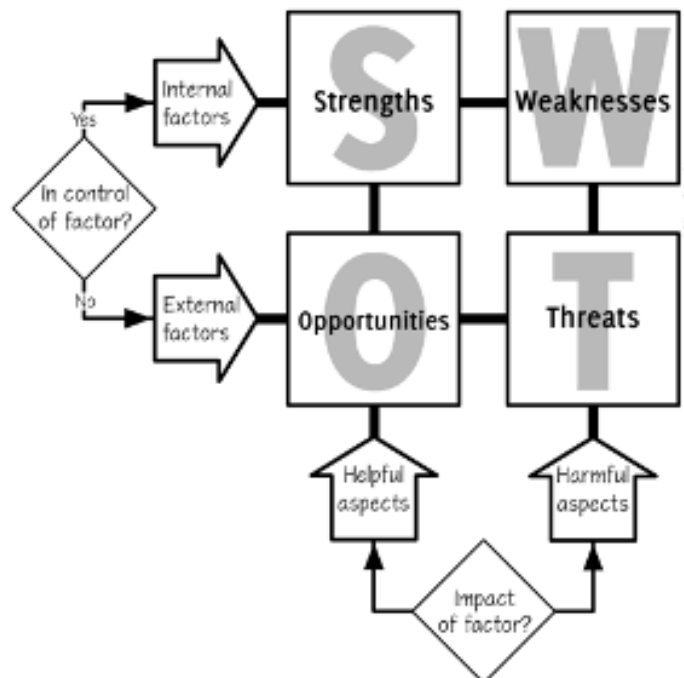 S
W
Internal
factors
Strengths
Weaknesses
Yes
In control
of factor?
No
O
T
External
factors
Opportunities
Threats
Helpful
aspects
Harmful
aspects
Impact
of factor?